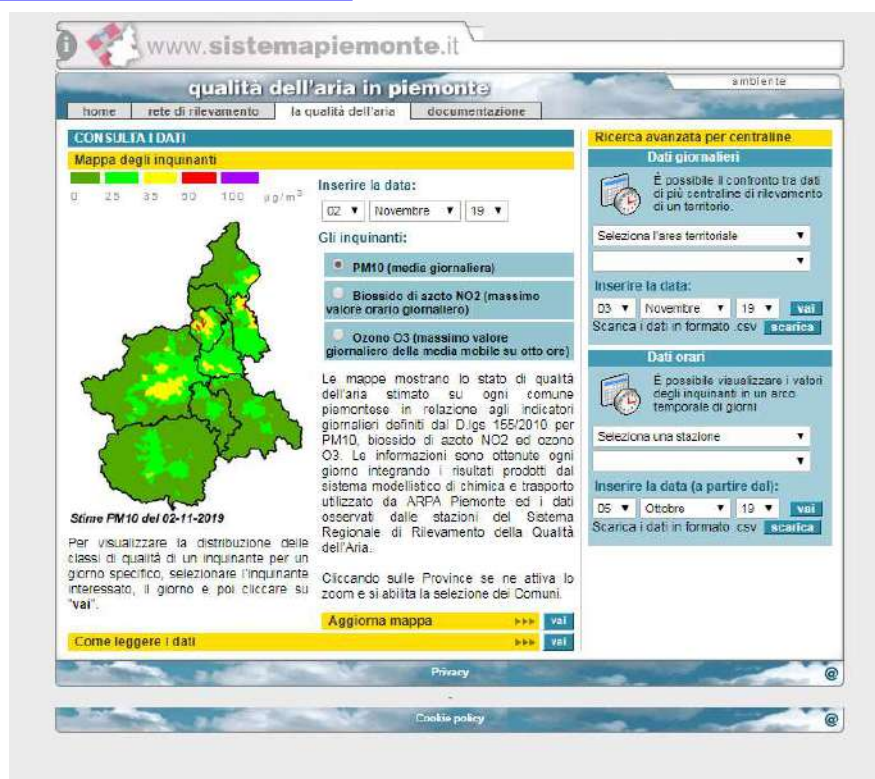 www.sistemapiemonte.it
qualità dell'aria in piemonte
ambiente
home
rete di rilevamento
la qualità dell'aria
documentazione
CONSULTA I DATI
Mappa degli inquinanti
0 25 35 50 100 µg/m³
Stime PM10 del 02-11-2019
Per visualizzare la distribuzione delle
classi di qualità di un inquinante per un
giorno specifico, selezionare l'inquinante
interessato, il giorno e poi cliccare su
"vai".
Inserire la data:
02 ▼ Novembre ▼ 19 ▼
Gli inquinanti:
PM10 (media giornaliera)
Biossido di azoto NO2 (massimo
valore orario giornaliero)
Ozono O3 (massimo valore
giornaliero della media mobile su otto ore)
Le mappe mostrano lo stato di qualità
dell'aria stimato su ogni comune
piemontese in relazione agli indicatori
giornalieri definiti dal D.lgs 155/2010 per
PM10, biossido di azoto NO2 ed ozono
O3. Le informazioni sono ottenute ogni
giorno integrando i risultati prodotti dal
sistema modellistico di chimica e trasporto
utilizzato da ARPA Piemonte ed i dati
osservati dalle stazioni del Sistema
Regionale di Rilevamento della Qualità
dell'Aria.
Cliccando sulle Province se ne attiva lo
zoom e si abilita la selezione dei Comuni.
Aggiorna mappa ►►► vai
Come leggere i dati ►►► vai
Ricerca avanzata per centraline
Dati giornalieri
È possibile il confronto tra dati
di più centraline di rilevamento
di un territorio.
Seleziona l'area territoriale ▼
Inserire la data:
03 ▼ Novembre ▼ 19 ▼ vai
Scarica i dati in formato .csv scarica
Dati orari
È possibile visualizzare i valori
degli inquinanti in un arco
temporale di giorni
Seleziona una stazione ▼
Inserire la data (a partire dal):
05 ▼ Ottobre ▼ 19 ▼ vai
Scarica i dati in formato .csv scarica
Privacy
@
-
Cookie policy
@